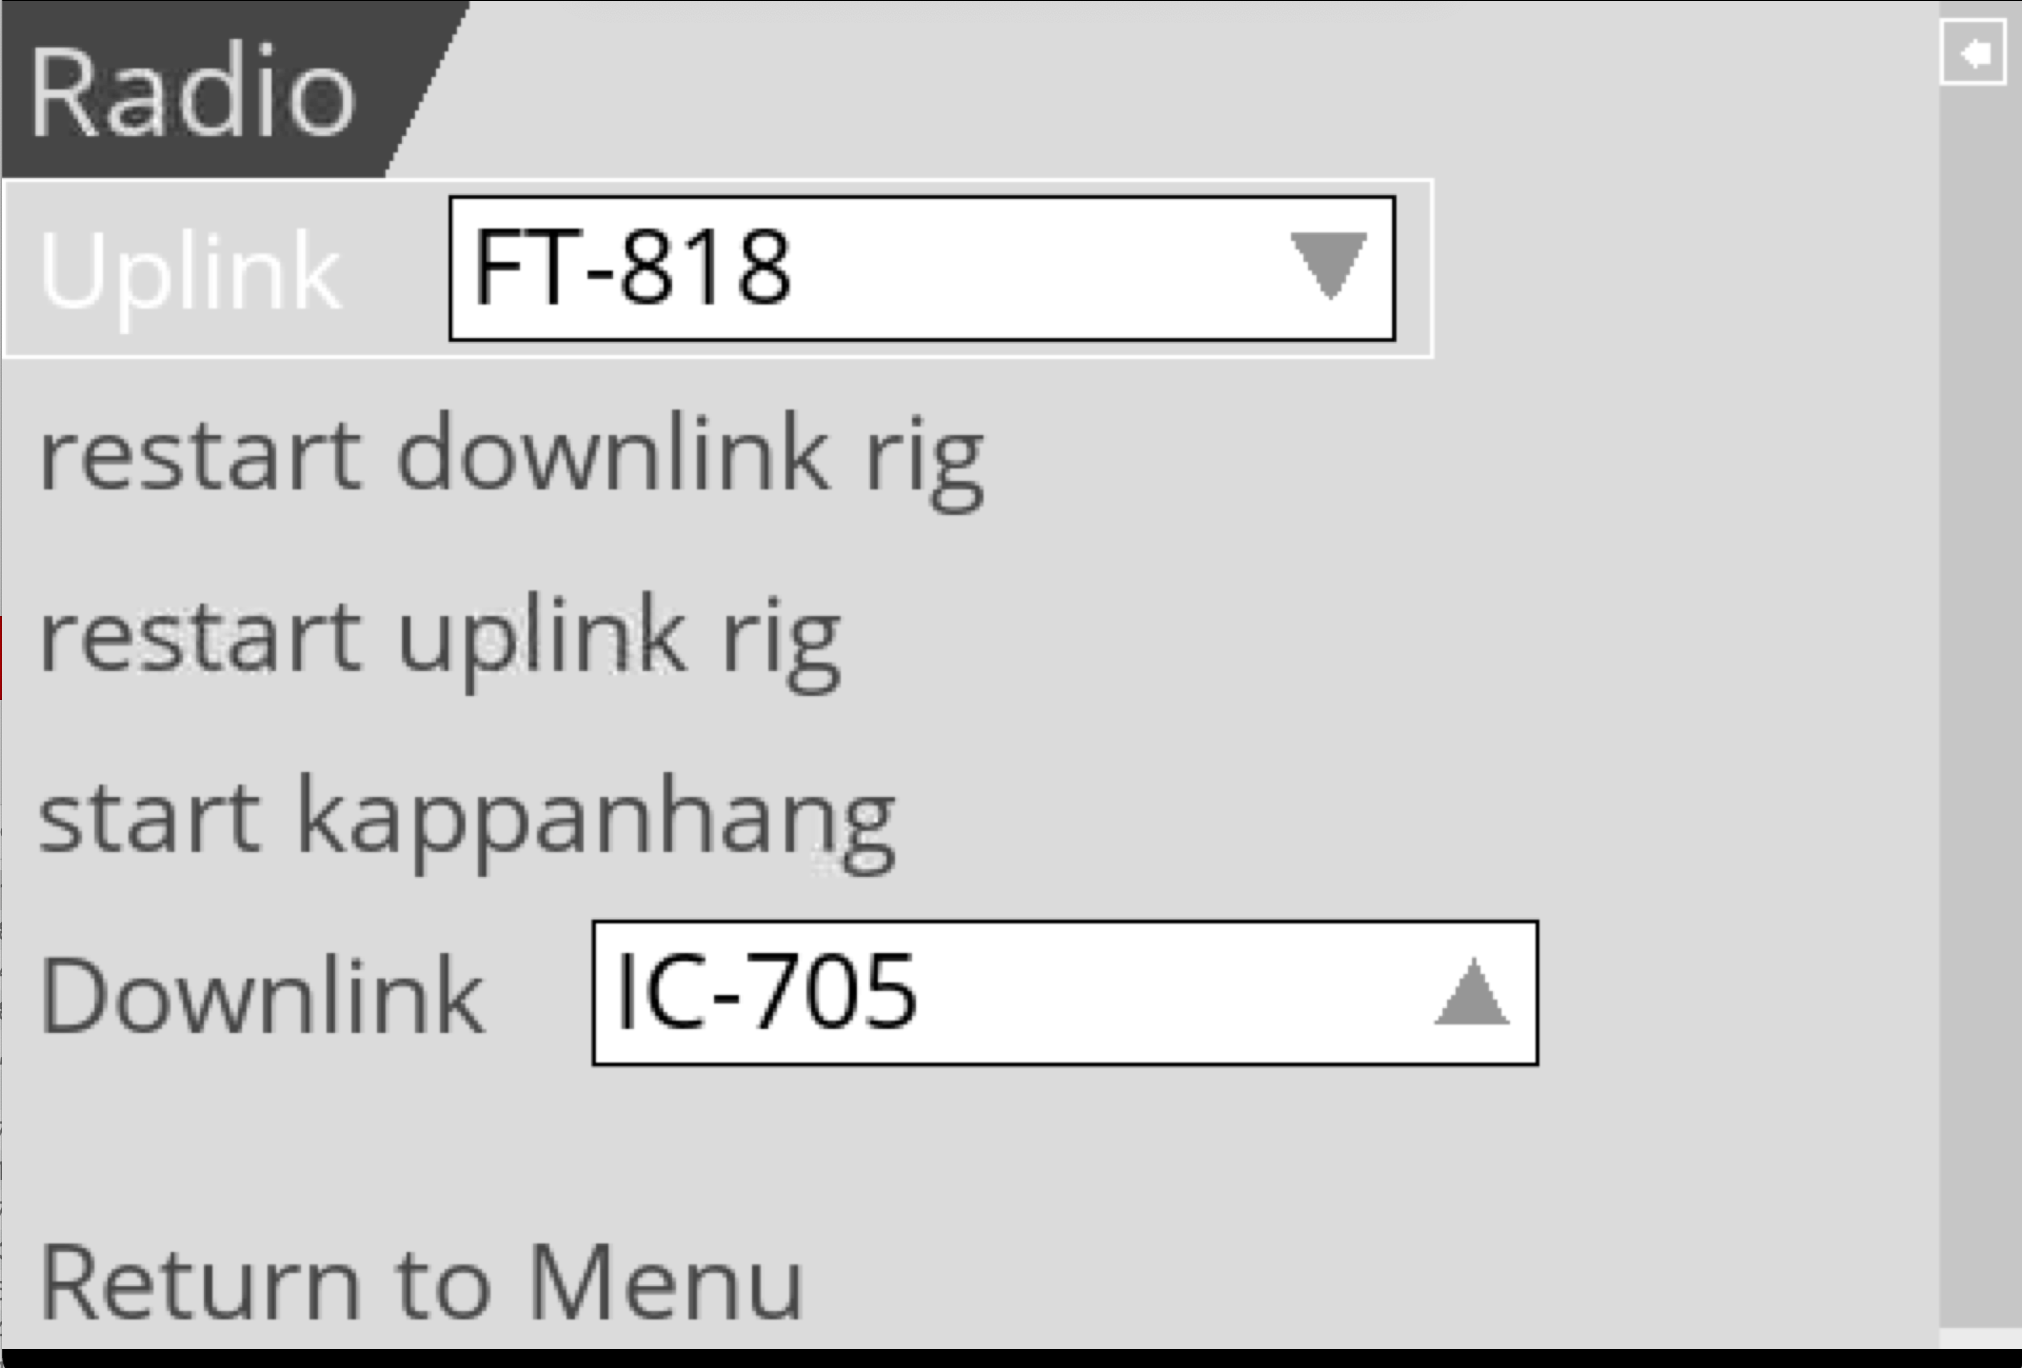 Radio
Uplink FT-818
restart downlink rig
restart uplink rig
start kappanhang
Downlink IC-705
Return to Menu